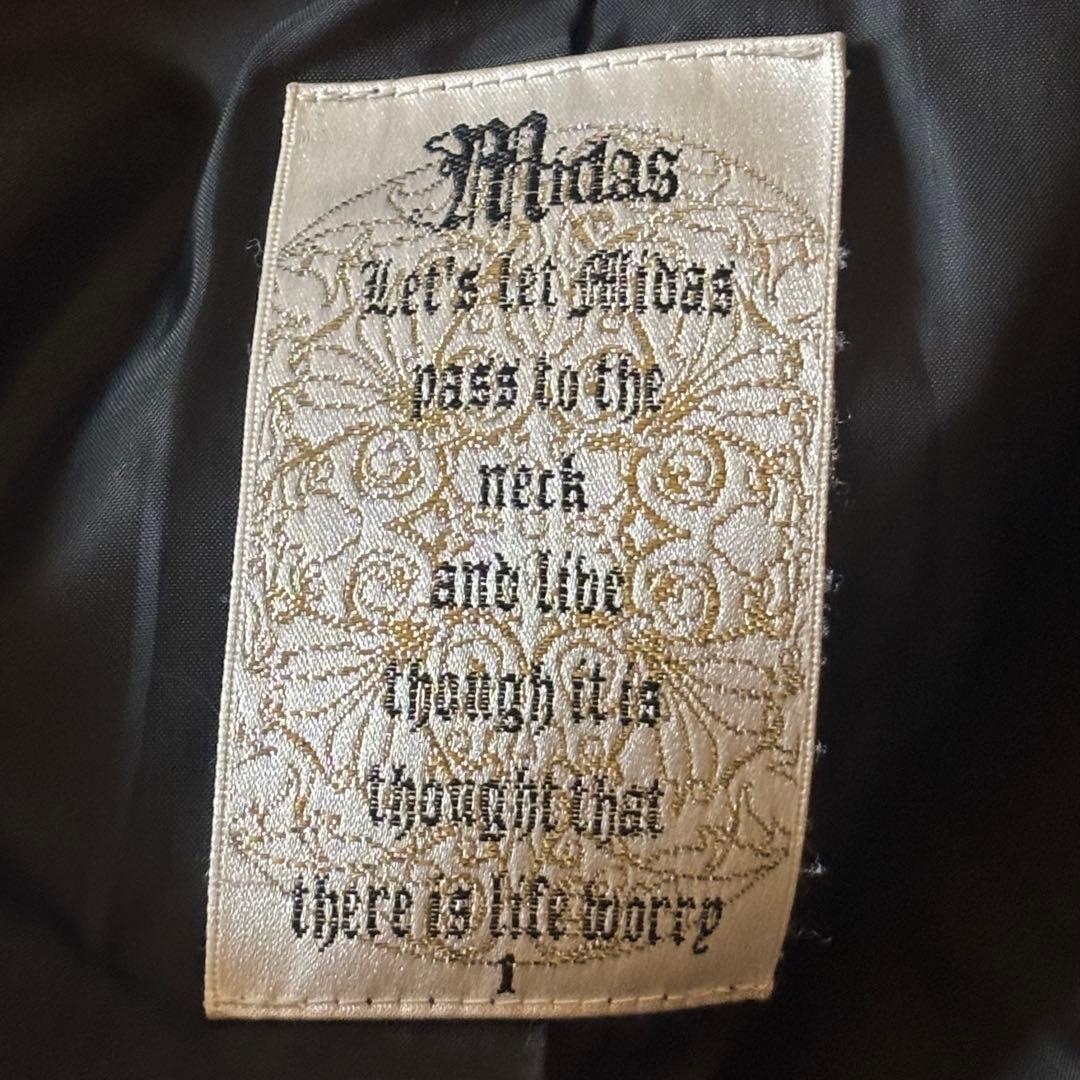 Midas
Let's let Midas
pass to the
neck
and live
though it is
thought that
there is life worry
1